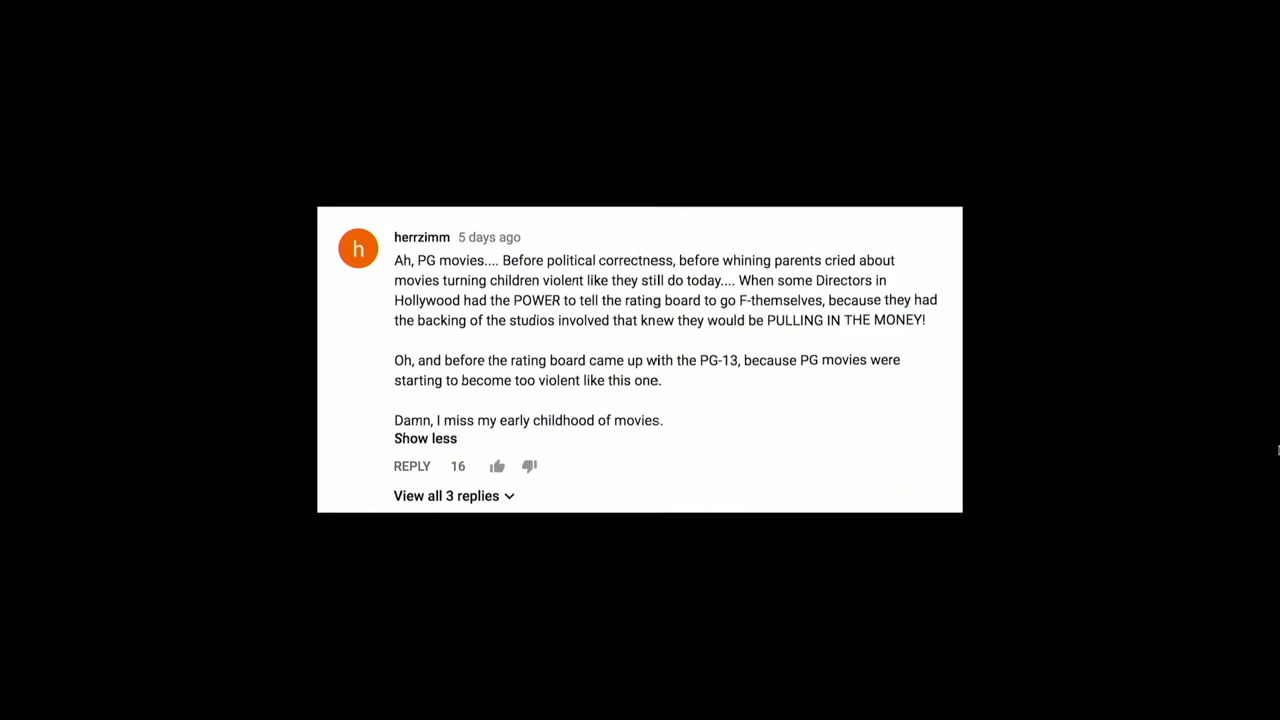 h
herrzimm 5 days ago
Ah, PG movies.... Before political correctness, before whining parents cried about
movies turning children violent like they still do today.... When some Directors in
Hollywood had the POWER to tell the rating board to go F-themselves, because they had
the backing of the studios involved that knew they would be PULLING IN THE MONEY!
Oh, and before the rating board came up with the PG-13, because PG movies were
starting to become too violent like this one.
Damn, I miss my early childhood of movies.
Show less
REPLY 16
View all 3 replies